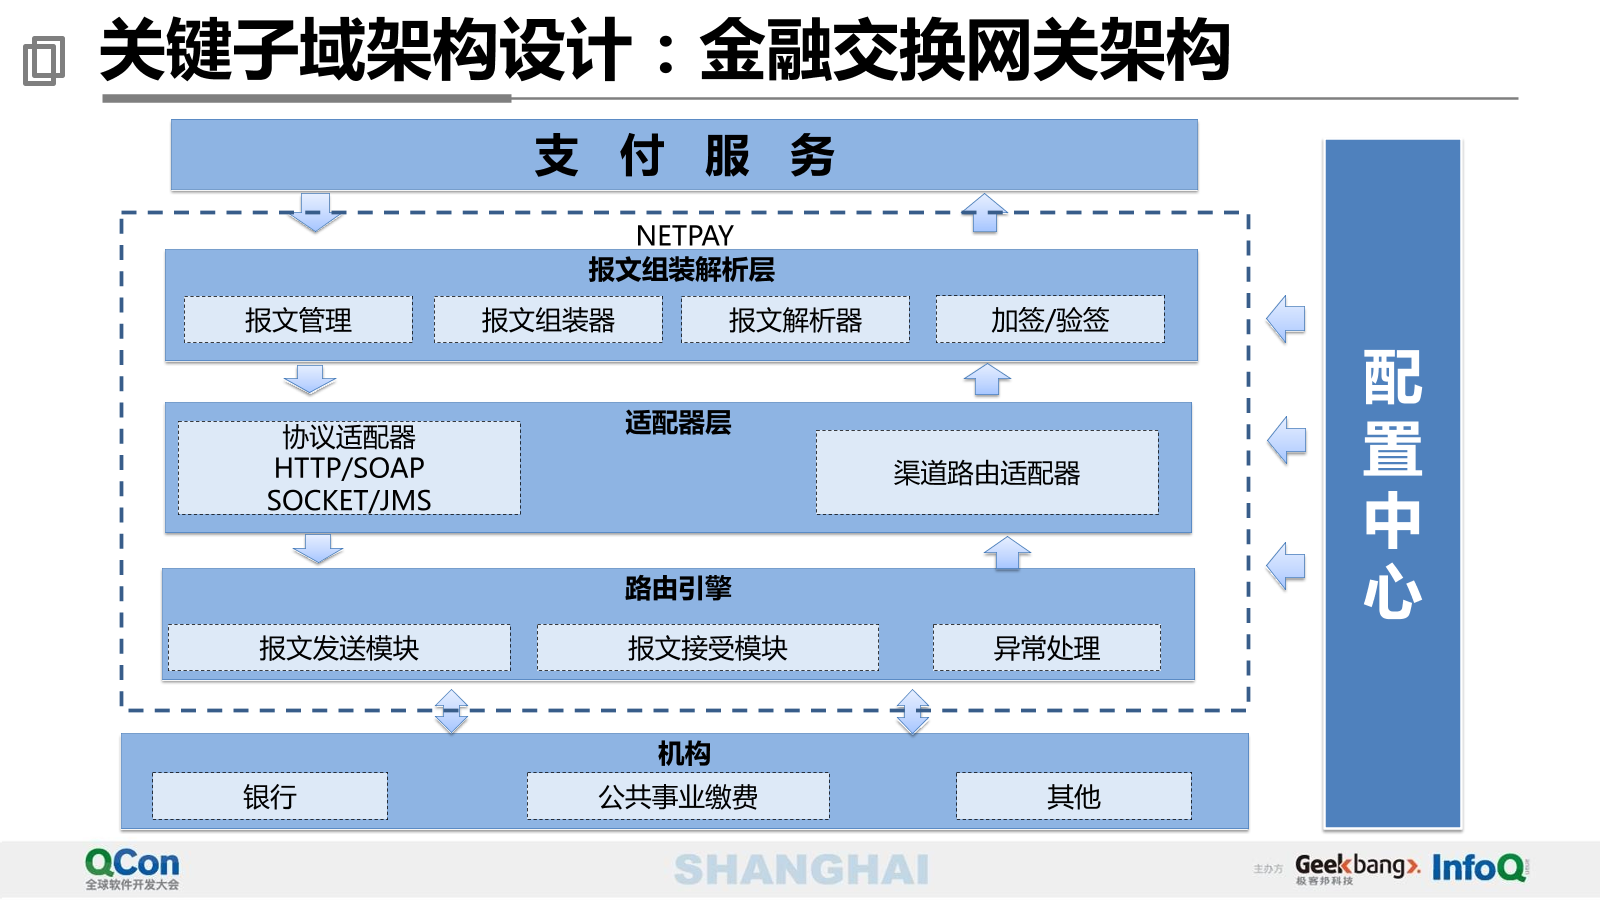 关键子域架构设计：金融交换网关架构
支付服务
NETPAY
报文组装解析层
报文管理
报文组装器
报文解析器
加签/验签
适配器层
协议适配器
HTTP/SOAP
SOCKET/JMS
渠道路由适配器
路由引擎
报文发送模块
报文接受模块
异常处理
机构
银行
公共事业缴费
其他
配
置
中
心
QCon
全球软件开发大会
SHANGHAI
主办方
Geekbang>.
极客邦科技
InfoQ